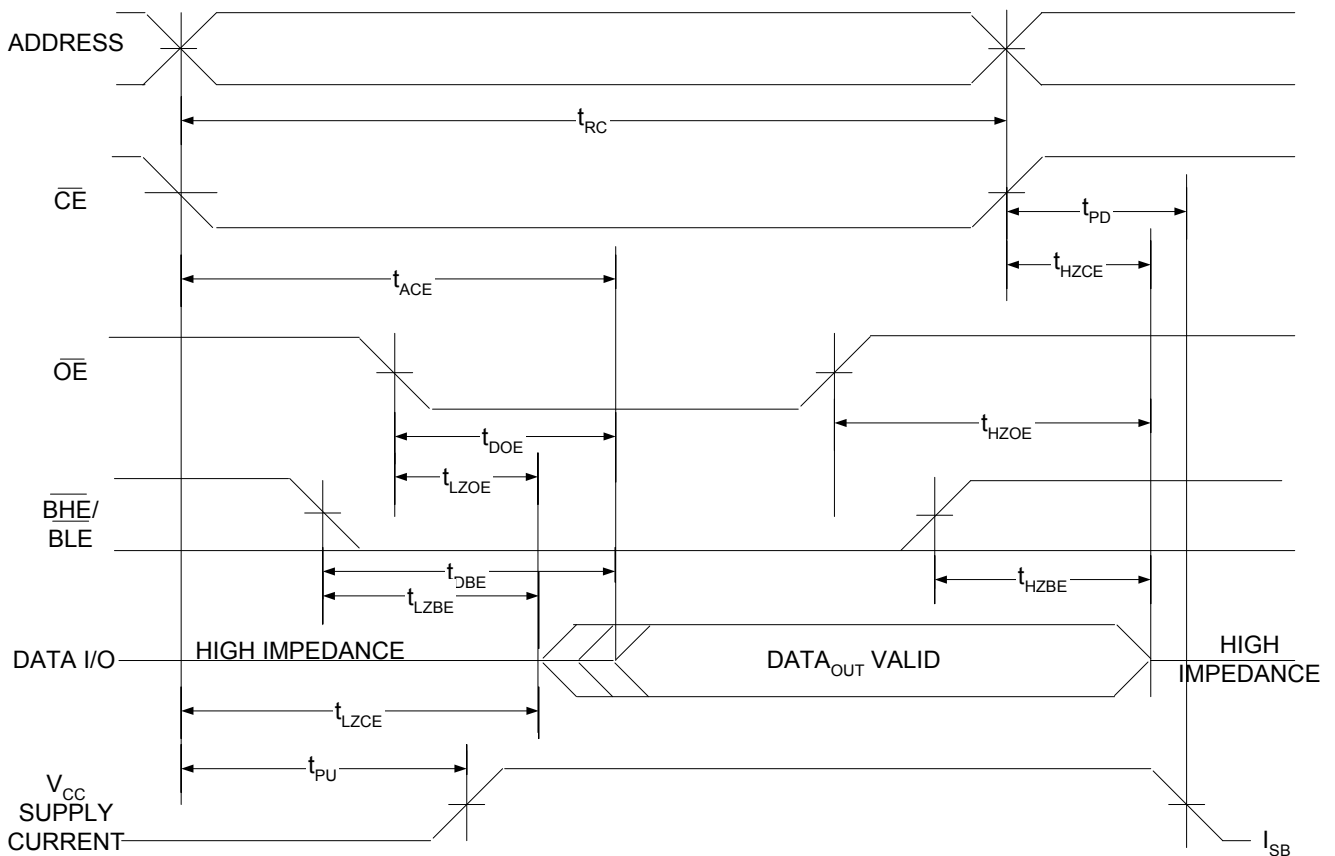 ADDRESS
tRC
CE
tPD
tHZCE
tACE
OE
tHZOE
tDOE
tLZOE
BHE/
BLE
tDBE
tHZBE
tLZBE
HIGH IMPEDANCE
DATA I/O
DATAOUT VALID
HIGH
IMPEDANCE
tLZCE
tPU
VCC
SUPPLY
CURRENT
ISB